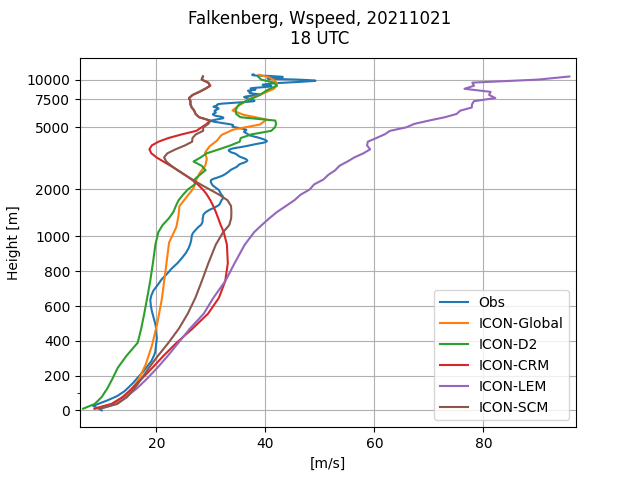 Falkenberg, Wspeed, 20211021
18 UTC
10000
7500
5000
2000
1000
800
600
400
200
0
Height [m]
20
40
60
80
[m/s]
Obs
ICON-Global
ICON-D2
ICON-CRM
ICON-LEM
ICON-SCM